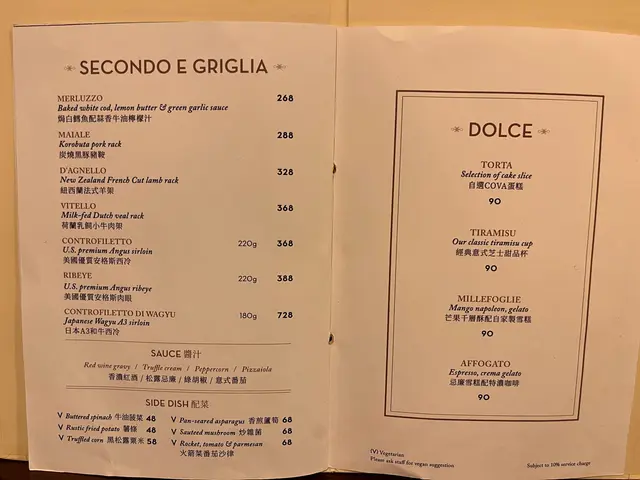 SECONDO E GRIGLIA
MERLUZZO 268
Baked white cod, lemon butter & green garlic sauce
焗白鱈魚配蒜香牛油檸檬汁
MAIALE 288
Korobuta pork rack
炭燒黑豚豬鞍
D'AGNELLO 328
New Zealand French Cut lamb rack
紐西蘭法式羊架
VITELLO 368
Milk-fed Dutch veal rack
荷蘭乳飼小牛肉架
CONTROFILETTO 220g 368
U.S. premium Angus sirloin
美國優質安格斯西冷
RIBEYE 220g 388
U.S. premium Angus ribeye
美國優質安格斯肉眼
CONTROFILETTO DI WAGYU 180g 728
Japanese Wagyu A3 sirloin
日本A3和牛西冷
SAUCE 醬汁
Red wine gravy / Truffle cream / Peppercorn / Pizzaiola
香濃紅酒 / 松露忌廉 / 綠胡椒 / 意式番茄
SIDE DISH 配菜
V Buttered spinach 牛油菠菜 48
V Rustic fried potato 薯條 48
V Truffled corn 黑松露粟米 58
V Pan-seared asparagus 香煎蘆筍 68
V Sauteed mushroom 炒雜菌 68
V Rocket, tomato & parmesan 68
火箭菜番茄沙律
DOLCE
TORTA
Selection of cake slice
自選COVA蛋糕
90
TIRAMISU
Our classic tiramisu cup
經典意式芝士甜品杯
90
MILLEFOGLIE
Mango napoleon, gelato
芒果千層酥配自家製雪糕
90
AFFOGATO
Espresso, crema gelato
忌廉雪糕配特濃咖啡
90
(V) Vegetarian
Please ask staff for vegan suggestion
Subject to 10% service charge